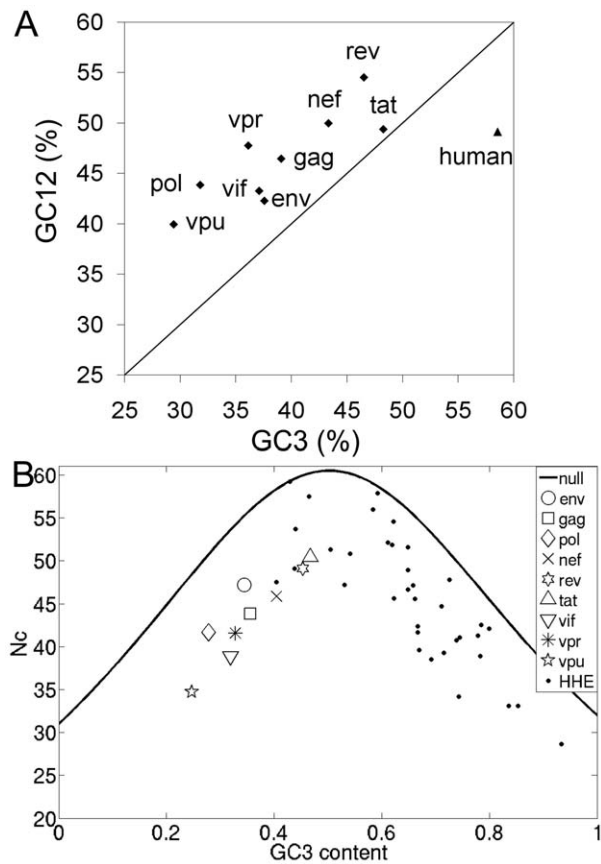 A
60
55
50
45
40
35
30
25
GC12 (%)
rev
nef
tat
vpr
gag
human
pol
vif
env
vpu
25 30 35 40 45 50 55 60
GC3 (%)
B
60
55
50
45
40
35
30
20
Nc
null
env
gag
pol
nef
rev
tat
vif
vpr
vpu
HHE
0 0.2 0.4 0.6 0.8 1
GC3 content